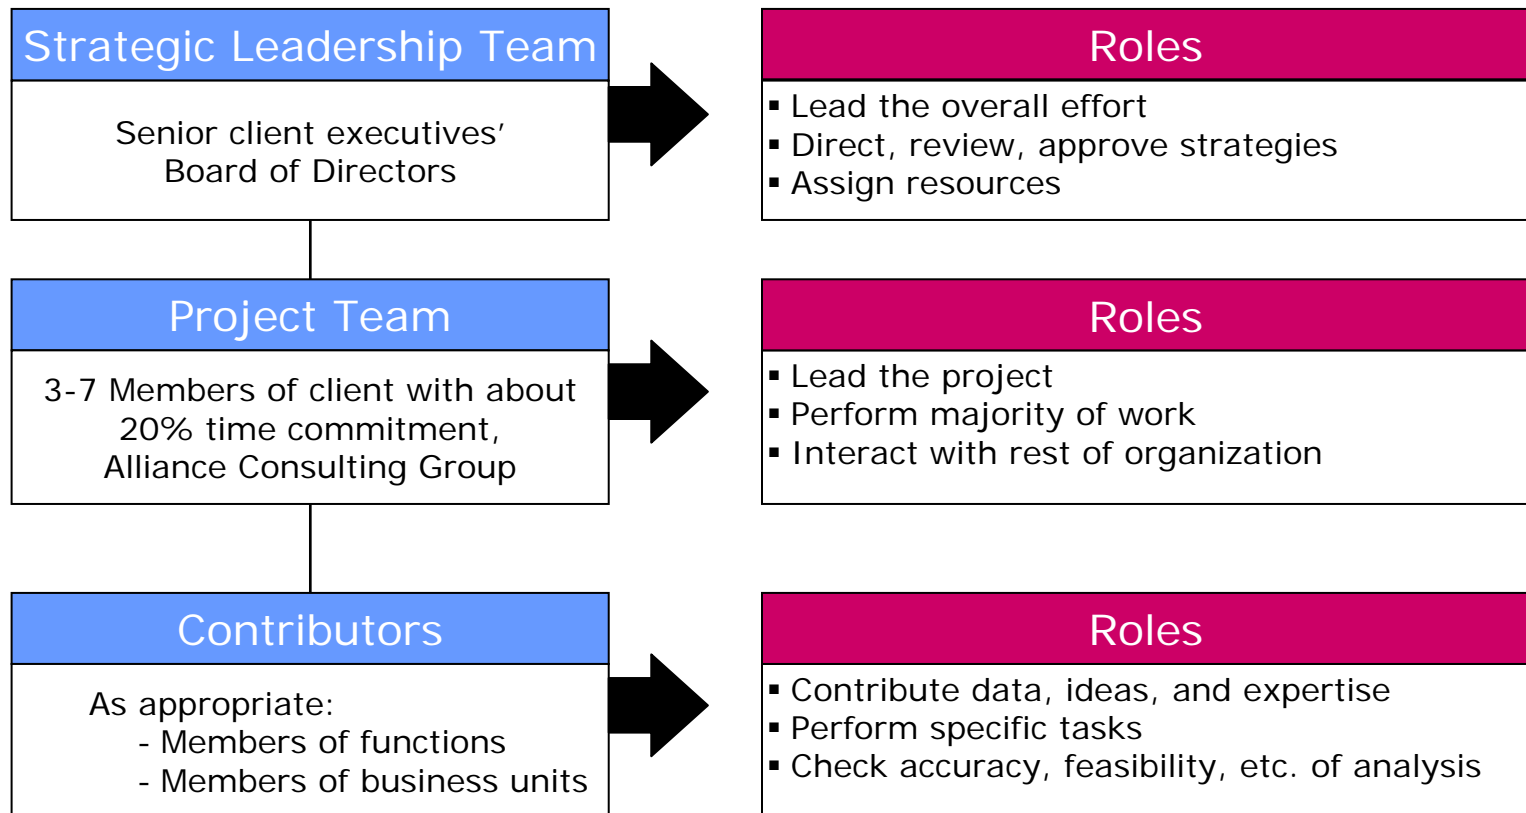 Strategic Leadership Team
Senior client executives’
Board of Directors
Roles
▪ Lead the overall effort
▪ Direct, review, approve strategies
▪ Assign resources
Project Team
3-7 Members of client with about
20% time commitment,
Alliance Consulting Group
Roles
▪ Lead the project
▪ Perform majority of work
▪ Interact with rest of organization
Contributors
As appropriate:
- Members of functions
- Members of business units
Roles
▪ Contribute data, ideas, and expertise
▪ Perform specific tasks
▪ Check accuracy, feasibility, etc. of analysis